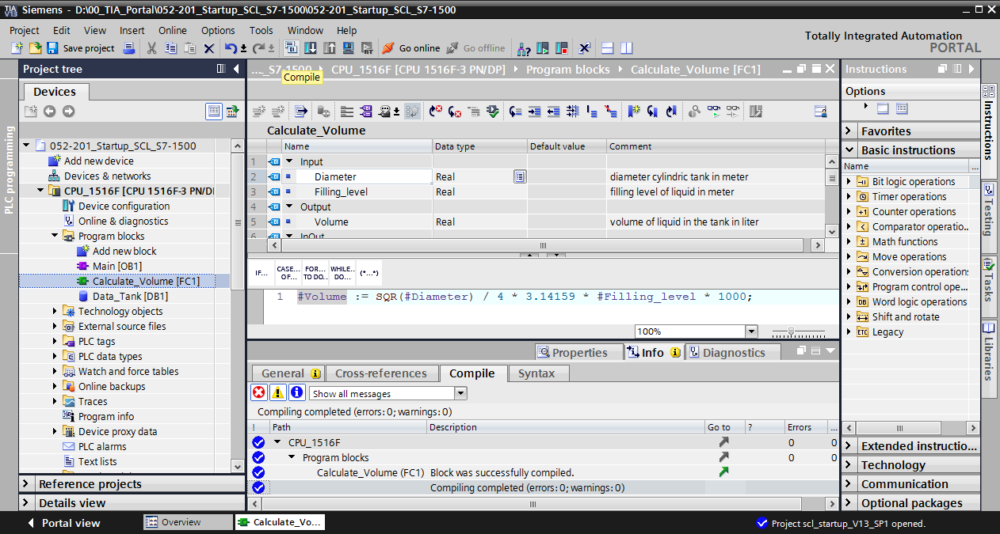 Siemens - D:\00_TIA_Portal\052-201_Startup_SCL_S7-1500\052-201_Startup_SCL_S7-1500
Project Edit View Insert Online Options Tools Window Help
Totally Integrated Automation
PORTAL
Save project Go online Go offline
Project tree
Devices
PLC programming
052-201_Startup_SCL_S7-1500
Add new device
Devices & networks
CPU_1516F [CPU 1516F-3 PN/DI
Device configuration
Online & diagnostics
Program blocks
Add new block
Main [OB1]
Calculate_Volume [FC1]
Data_Tank [DB1]
Technology objects
External source files
PLC tags
PLC data types
Watch and force tables
Online backups
Traces
Program info
Device proxy data
PLC alarms
Text lists
Reference projects
Details view
..._S7-1500 CPU_1516F [CPU 1516F-3 PN/DP] Program blocks Calculate_Volume [FC1]
Compile
Calculate_Volume
Name Data type Default value Comment
1 Input
2 Diameter Real diameter cylindric tank in meter
3 Filling_level Real filling level of liquid in meter
4 Output
5 Volume Real volume of liquid in the tank in liter
6 InOut
IF... CASE... OF... FOR... TO DO.. WHILE.. DO... (*...*)
1 #Volume := SQR(#Diameter) / 4 * 3.14159 * #Filling_level * 1000;
100%
Properties Info Diagnostics
General Cross-references Compile Syntax
Show all messages
Compiling completed (errors: 0; warnings: 0)
! Path Description Go to ? Errors ...
CPU_1516F 0 0
Program blocks 0 0
Calculate_Volume (FC1) Block was successfully compiled.
Compiling completed (errors: 0; warnings: 0)
Instructions
Options
Favorites
Basic instructions
Name ...
Bit logic operations
Timer operations
Counter operations
Comparator operatio..
Math functions
Move operations
Conversion operations
Program control ope...
Word logic operations
Shift and rotate
Legacy
Extended instructio...
Technology
Communication
Optional packages
Instructions
Testing
Tasks
Libraries
Portal view Overview Calculate_Vo... Project scl_startup_V13_SP1 opened.